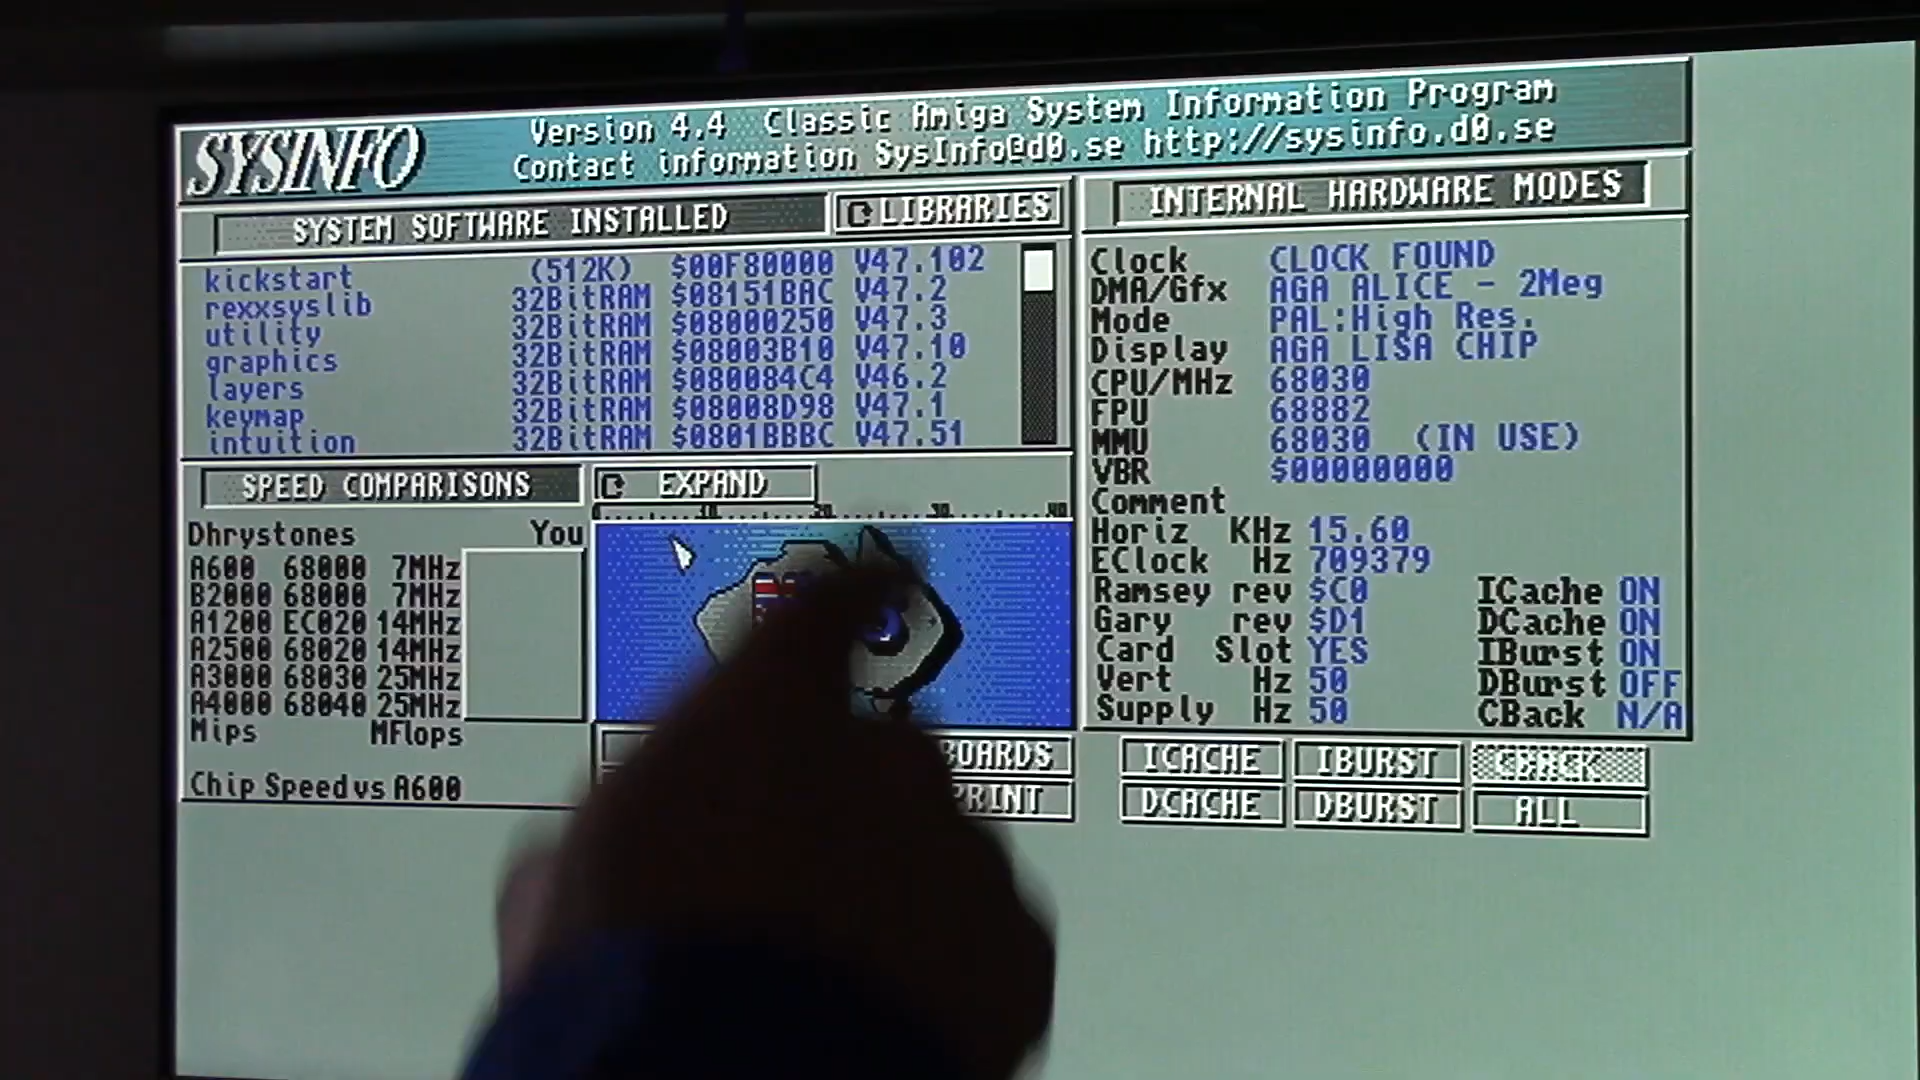 SYSINFO
Version 4.4 Classic Amiga System Information Program
Contact information SysInfo@d0.se http://sysinfo.d0.se
SYSTEM SOFTWARE INSTALLED
LIBRARIES
kickstart (512K) $00F80000 V47.102
rexxsyslib 32BitRAM $08151BAC V47.2
utility 32BitRAM $08000250 V47.3
graphics 32BitRAM $08003B10 V47.10
layers 32BitRAM $080084C4 V46.2
keymap 32BitRAM $08008D98 V47.1
intuition 32BitRAM $0801BBBC V47.51
SPEED COMPARISONS
EXPAND
10 20 30 40
Dhrystones You
A600 68000 7MHz
B2000 68000 7MHz
A1200 EC020 14MHz
A2500 68020 14MHz
A3000 68030 25MHz
A4000 68040 25MHz
Mips MFlops
Chip Speed vs A600
BOARDS
PRINT
INTERNAL HARDWARE MODES
Clock CLOCK FOUND
DMA/Gfx AGA ALICE - 2Meg
Mode PAL:High Res.
Display AGA LISA CHIP
CPU/MHz 68030
FPU 68882
MMU 68030 (IN USE)
VBR $00000000
Comment
Horiz KHz 15.60
EClock Hz 709379
Ramsey rev $C0 ICache ON
Gary rev $D1 DCache ON
Card Slot YES IBurst ON
Vert Hz 50 DBurst OFF
Supply Hz 50 CBack N/A
ICACHE IBURST CBACK
DCACHE DBURST ALL